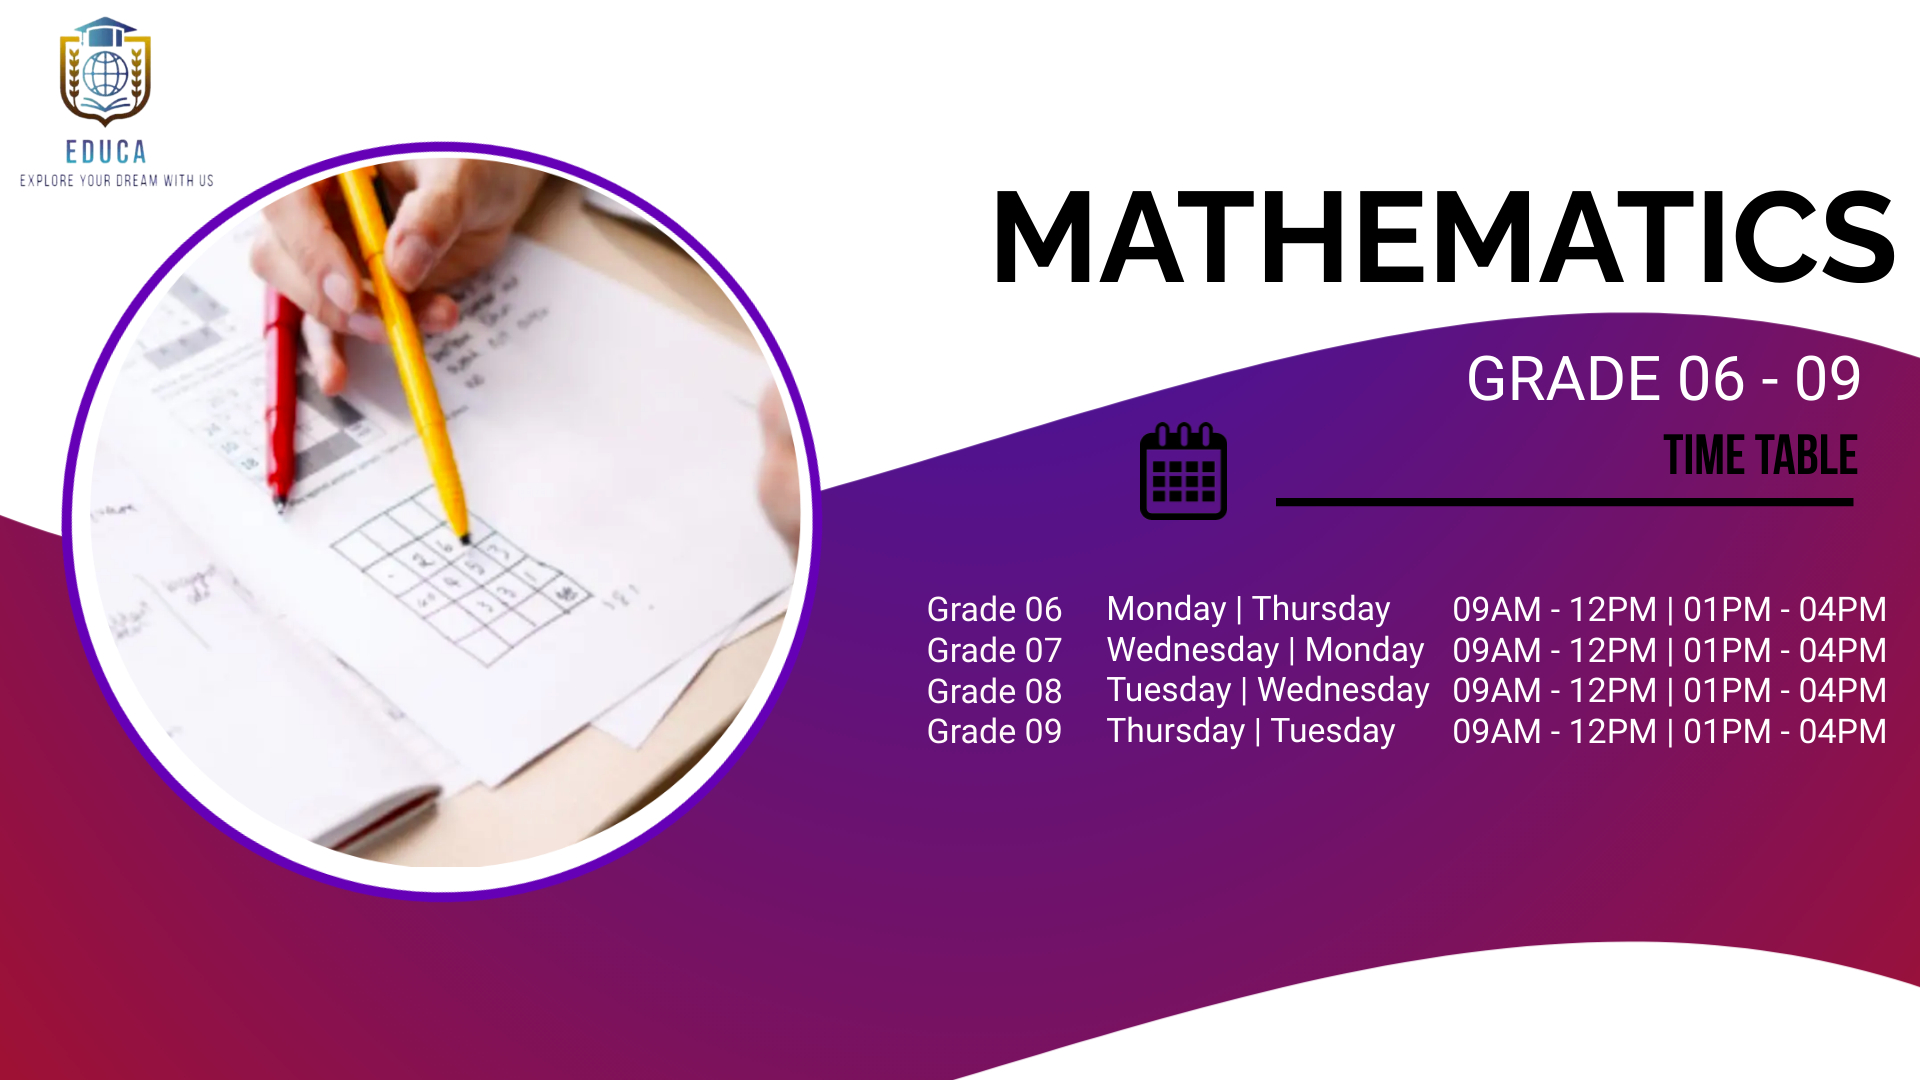 EDUCA
EXPLORE YOUR DREAM WITH US
MATHEMATICS
GRADE 06 - 09
TIME TABLE
Grade 06 Monday | Thursday 09AM - 12PM | 01PM - 04PM
Grade 07 Wednesday | Monday 09AM - 12PM | 01PM - 04PM
Grade 08 Tuesday | Wednesday 09AM - 12PM | 01PM - 04PM
Grade 09 Thursday | Tuesday 09AM - 12PM | 01PM - 04PM